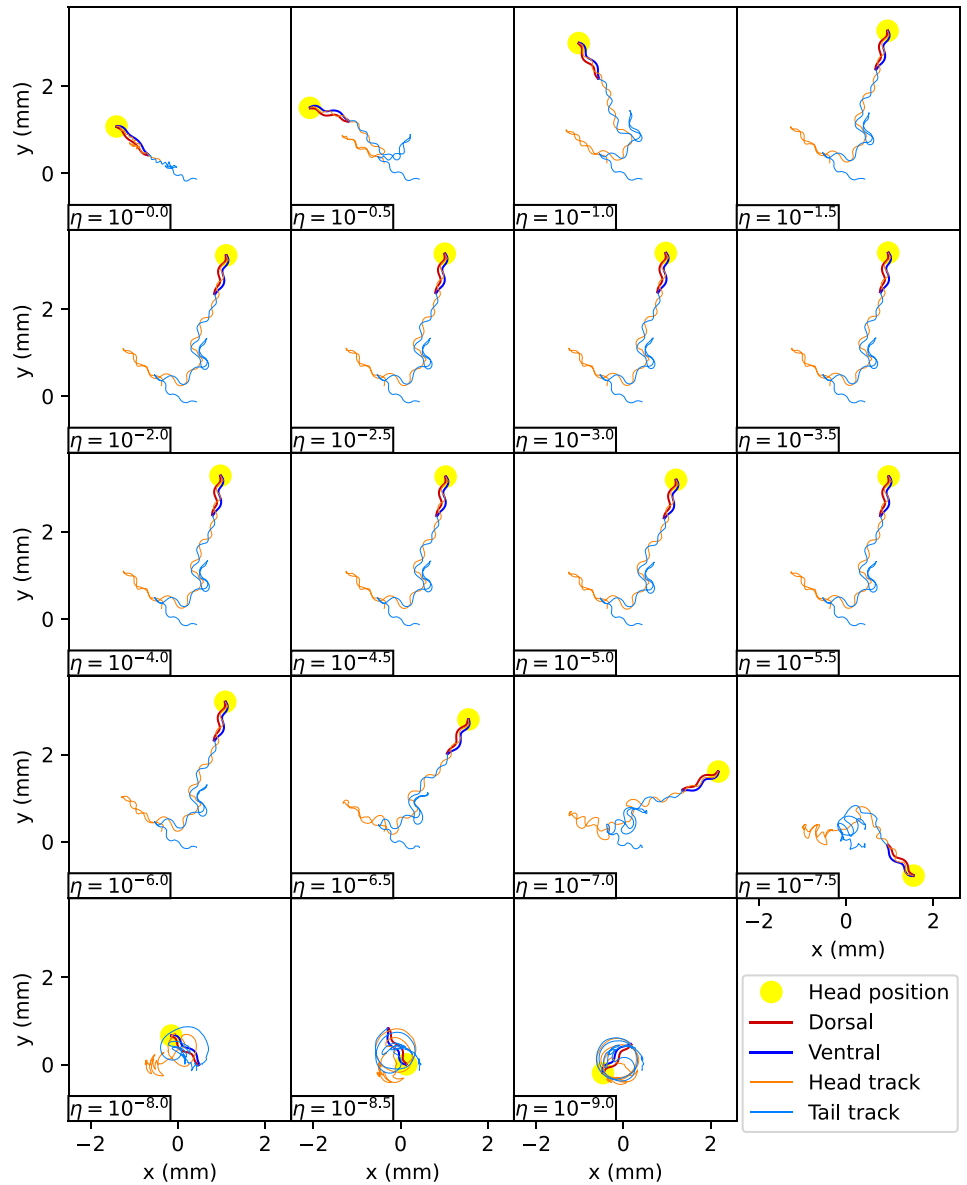 y (mm)
2
0
η = 10^{-0.0}
η = 10^{-0.5}
η = 10^{-1.0}
η = 10^{-1.5}
y (mm)
2
0
η = 10^{-2.0}
η = 10^{-2.5}
η = 10^{-3.0}
η = 10^{-3.5}
y (mm)
2
0
η = 10^{-4.0}
η = 10^{-4.5}
η = 10^{-5.0}
η = 10^{-5.5}
y (mm)
2
0
η = 10^{-6.0}
η = 10^{-6.5}
η = 10^{-7.0}
η = 10^{-7.5}
−2 0 2
x (mm)
y (mm)
2
0
η = 10^{-8.0}
η = 10^{-8.5}
η = 10^{-9.0}
−2 0 2
x (mm)
−2 0 2
x (mm)
−2 0 2
x (mm)
Head position
Dorsal
Ventral
Head track
Tail track